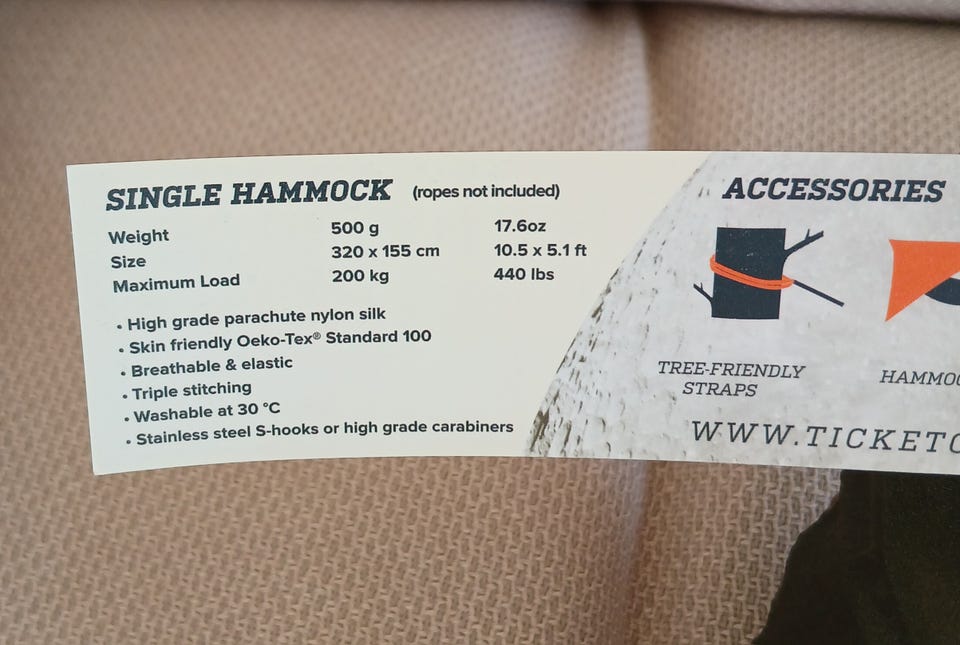 SINGLE HAMMOCK (ropes not included)
Weight 500 g 17.6oz
Size 320 x 155 cm 10.5 x 5.1 ft
Maximum Load 200 kg 440 lbs
• High grade parachute nylon silk
• Skin friendly Oeko-Tex® Standard 100
• Breathable & elastic
• Triple stitching
• Washable at 30 °C
• Stainless steel S-hooks or high grade carabiners
ACCESSORIES
TREE-FRIENDLY
STRAPS
WWW.TICKET